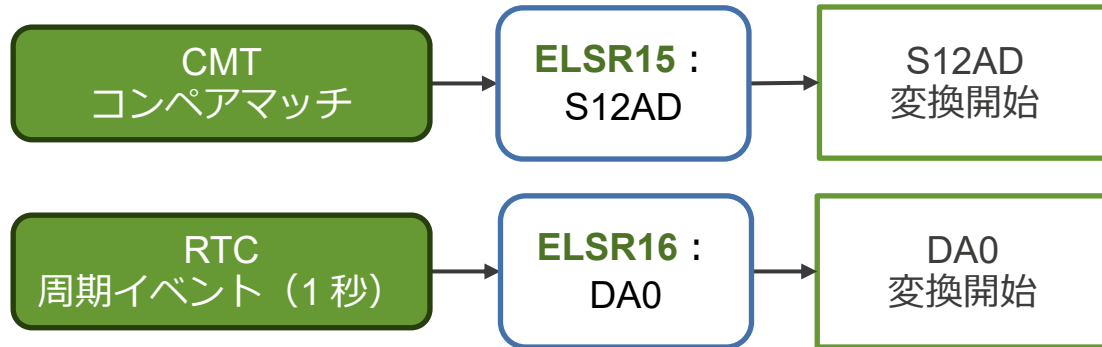 CMT
コンペアマッチ
ELSR15：
S12AD
S12AD
変換開始
RTC
周期イベント（1 秒）
ELSR16：
DA0
DA0
変換開始